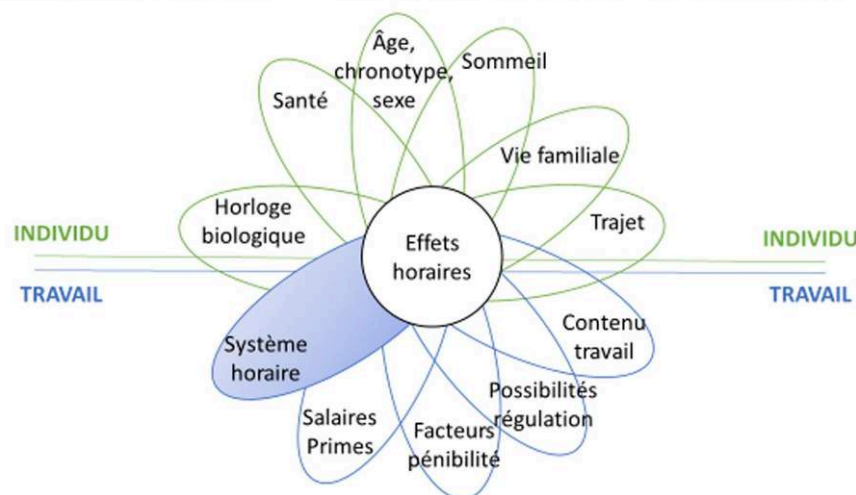 Âge,
chronotype,
sexe
Sommeil
Santé
Vie familiale
Horloge
biologique
Trajet
INDIVIDU
INDIVIDU
Effets
horaires
TRAVAIL
TRAVAIL
Contenu
travail
Système
horaire
Possibilités
régulation
Salaires
Primes
Facteurs
pénibilité